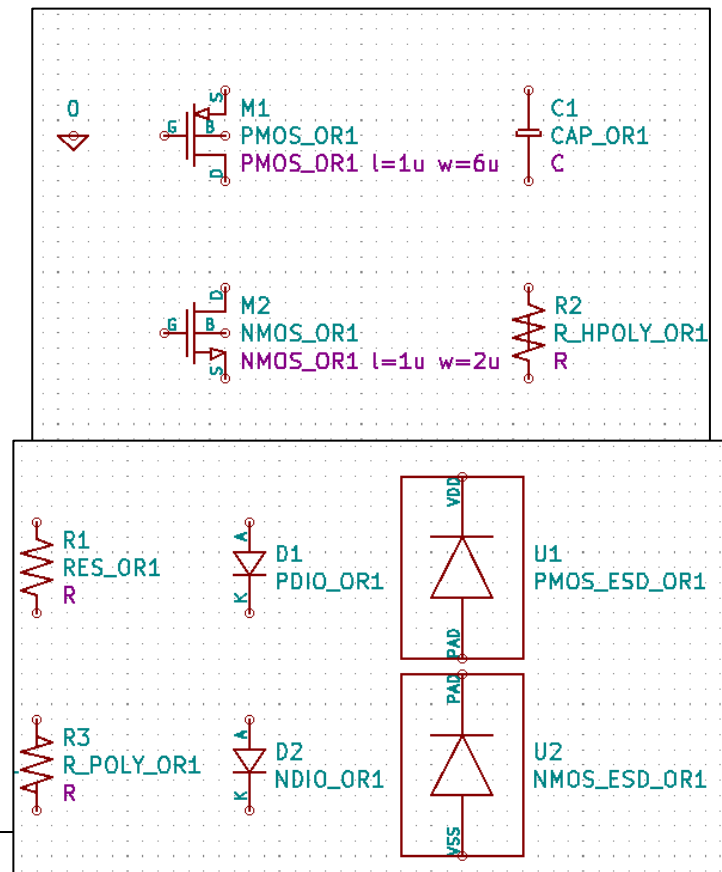 0
S
G
B
D
M1
PMOS_OR1
PMOS_OR1 l=1u w=6u
C1
CAP_OR1
C
D
G
B
S
M2
NMOS_OR1
NMOS_OR1 l=1u w=2u
R2
R_HPOLY_OR1
R
R1
RES_OR1
R
A
K
D1
PDIO_OR1
VDD
PAD
U1
PMOS_ESD_OR1
R3
R_POLY_OR1
R
A
K
D2
NDIO_OR1
PAD
VSS
U2
NMOS_ESD_OR1